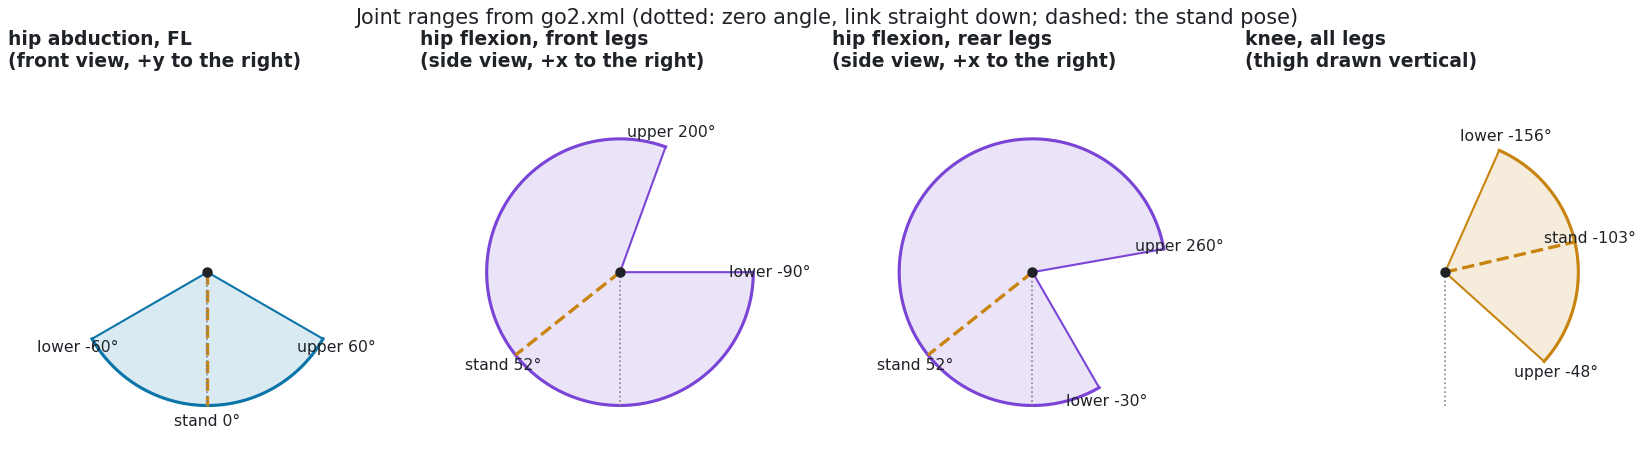 Joint ranges from go2.xml (dotted: zero angle, link straight down; dashed: the stand pose)
hip abduction, FL
(front view, +y to the right)
lower -60°
upper 60°
stand 0°
hip flexion, front legs
(side view, +x to the right)
upper 200°
lower -90°
stand 52°
hip flexion, rear legs
(side view, +x to the right)
upper 260°
stand 52°
lower -30°
knee, all legs
(thigh drawn vertical)
lower -156°
stand -103°
upper -48°